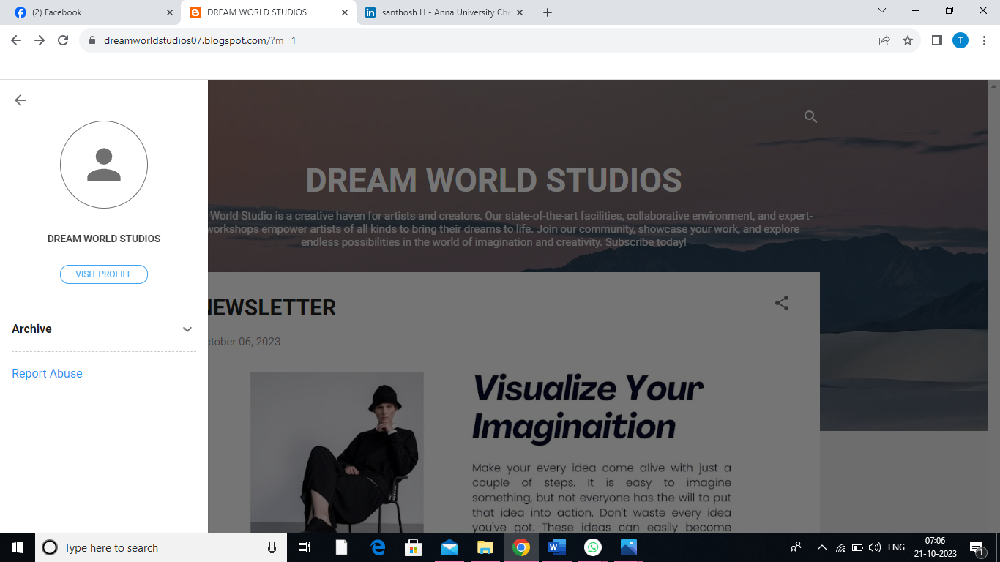 (2) Facebook
DREAM WORLD STUDIOS
santhosh H - Anna University Che
dreamworldstudios07.blogspot.com/?m=1
T
DREAM WORLD STUDIOS
VISIT PROFILE
Archive
Report Abuse
DREAM WORLD STUDIOS
World Studio is a creative haven for artists and creators. Our state-of-the-art facilities, collaborative environment, and expert-
workshops empower artists of all kinds to bring their dreams to life. Join our community, showcase your work, and explore
endless possibilities in the world of imagination and creativity. Subscribe today!
NEWSLETTER
ctober 06, 2023
Visualize Your
Imaginaition
Make your every idea come alive with just a
couple of steps. It is easy to imagine
something, but not everyone has the will to put
that idea into action. Don't waste every idea
you've got. These ideas can easily become
Type here to search
ENG
07:06
21-10-2023
1